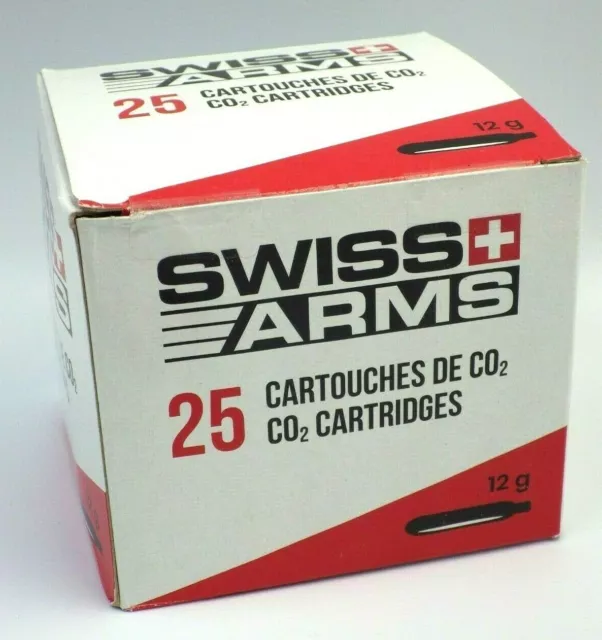 SWISS
ARMS
25
CARTOUCHES DE CO₂
CO₂ CARTRIDGES
12 g
SWISS
ARMS
25
CARTOUCHES DE CO₂
CO₂ CARTRIDGES
12 g